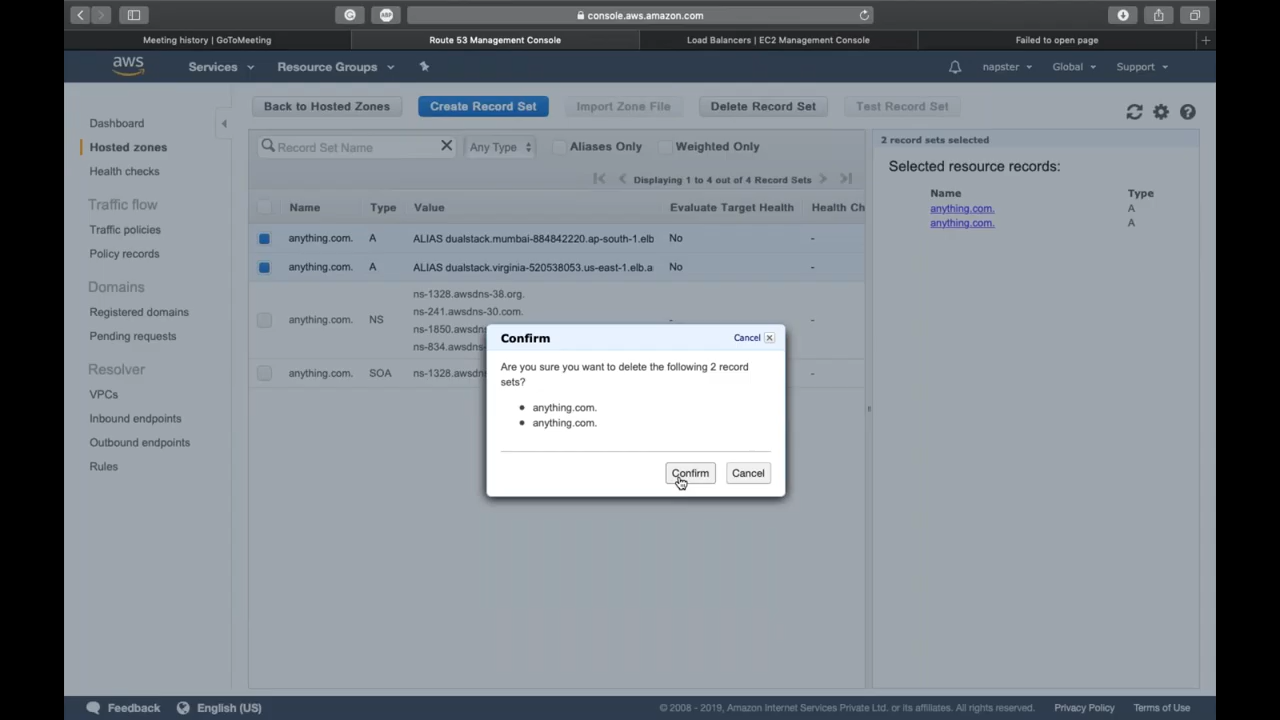 console.aws.amazon.com
Meeting history | GoToMeeting
Route 53 Management Console
Load Balancers | EC2 Management Console
Failed to open page
aws
Services
Resource Groups
napster
Global
Support
Back to Hosted Zones
Create Record Set
Import Zone File
Delete Record Set
Test Record Set
Dashboard
Hosted zones
Health checks
Traffic flow
Traffic policies
Policy records
Domains
Registered domains
Pending requests
Resolver
VPCs
Inbound endpoints
Outbound endpoints
Rules
Record Set Name
Any Type
Aliases Only
Weighted Only
Displaying 1 to 4 out of 4 Record Sets
Name Type Value Evaluate Target Health Health Ch
anything.com. A ALIAS dualstack.mumbai-884842220.ap-south-1.elb No -
anything.com. A ALIAS dualstack.virginia-520538053.us-east-1.elb.a No -
ns-1328.awsdns-38.org.
ns-241.awsdns-30.com.
anything.com. NS
ns-1850.awsdns
ns-834.awsdns
anything.com. SOA ns-1328.awsdn -
2 record sets selected
Selected resource records:
Name Type
anything.com. A
anything.com. A
Confirm
Cancel
Are you sure you want to delete the following 2 record
sets?
• anything.com.
• anything.com.
Confirm
Cancel
Feedback
English (US)
© 2008 - 2019, Amazon Internet Services Private Ltd. or its affiliates. All rights reserved.
Privacy Policy
Terms of Use